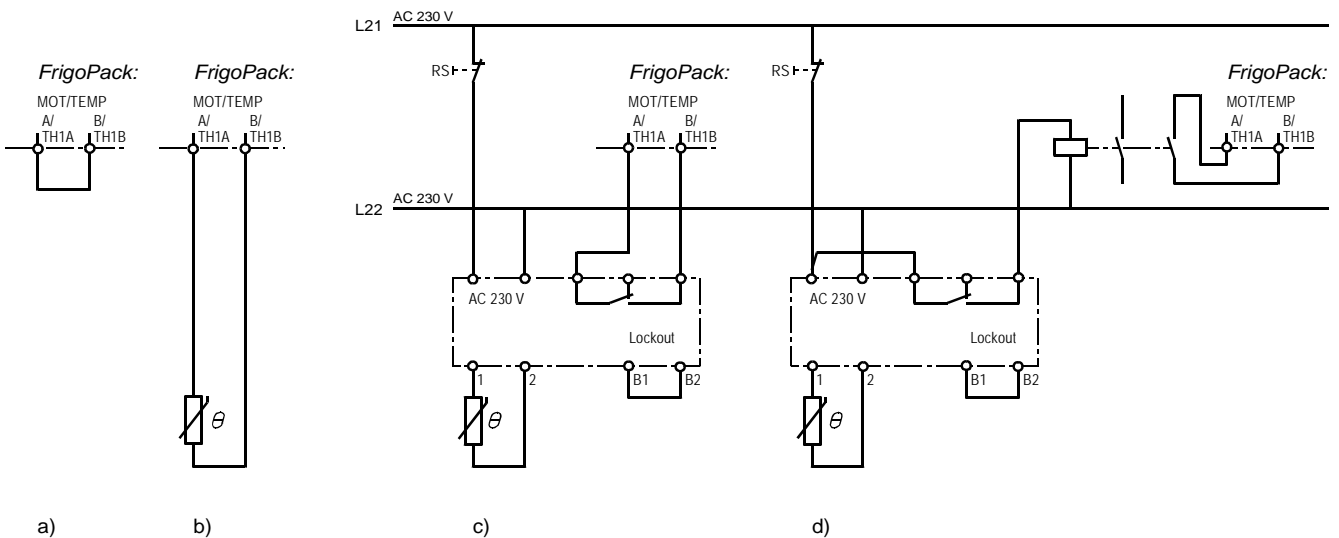 L21 AC 230 V
FrigoPack: FrigoPack: RS FrigoPack: RS FrigoPack:
MOT/TEMP MOT/TEMP MOT/TEMP MOT/TEMP
A/ B/ A/ B/ A/ B/ A/ B/
TH1A TH1B TH1A TH1B TH1A TH1B TH1A TH1B
L22 AC 230 V
AC 230 V AC 230 V
Lockout Lockout
1 2 B1 B2 1 2 B1 B2
θ θ θ
a) b) c) d)